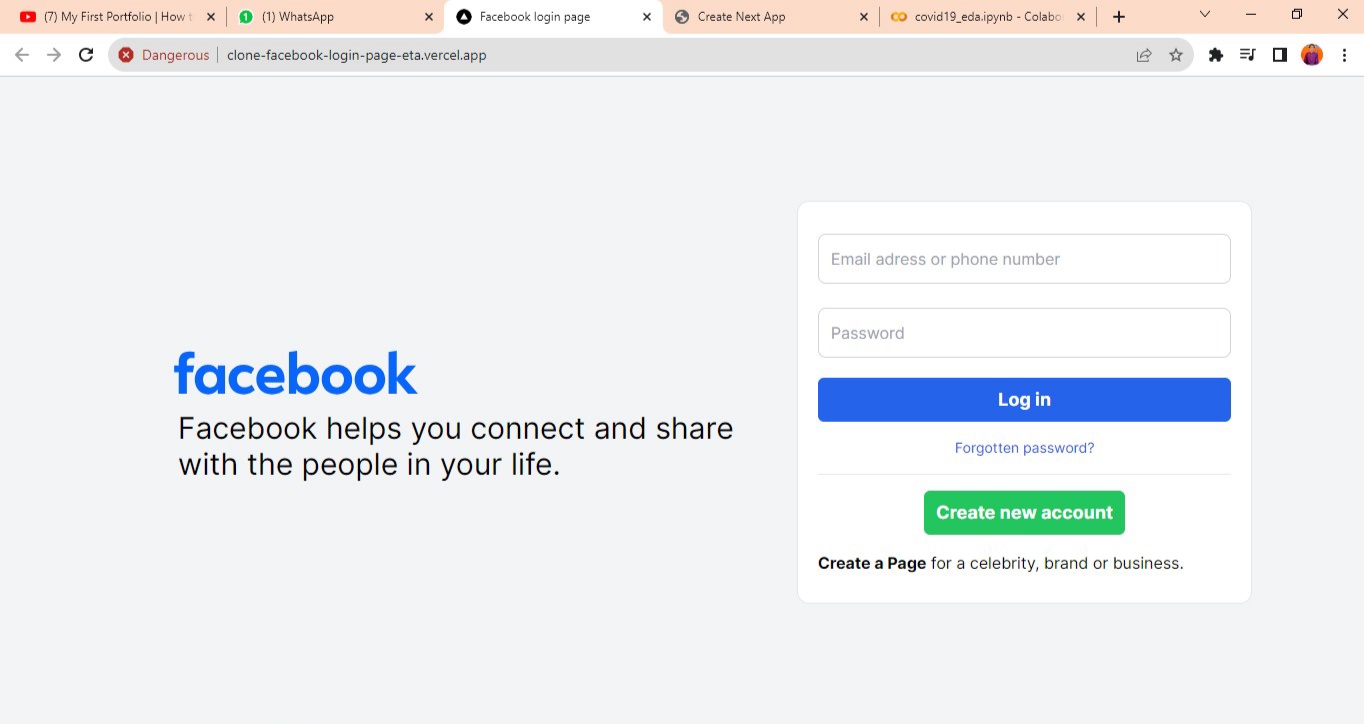 (7) My First Portfolio | How t
(1) WhatsApp
Facebook login page
Create Next App
covid19_eda.ipynb - Colabo
Dangerous
clone-facebook-login-page-eta.vercel.app
facebook
Facebook helps you connect and share
with the people in your life.
Email adress or phone number
Password
Log in
Forgotten password?
Create new account
Create a Page for a celebrity, brand or business.